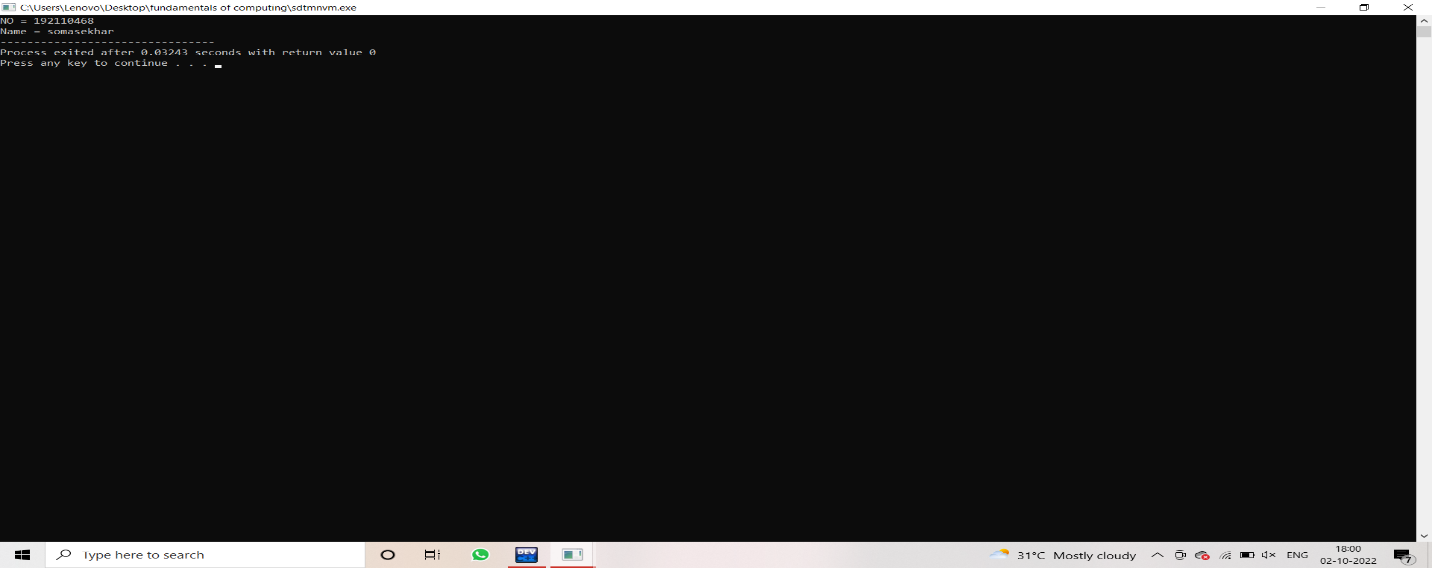 C:\Users\Lenovo\Desktop\fundamentals of computing\sdtmnvm.exe
NO = 192110468
Name = somasekhar
--------------------------------
Process exited after 0.03243 seconds with return value 0
Press any key to continue . . .
Type here to search
DEV
31°C Mostly cloudy
ENG
18:00
02-10-2022
7